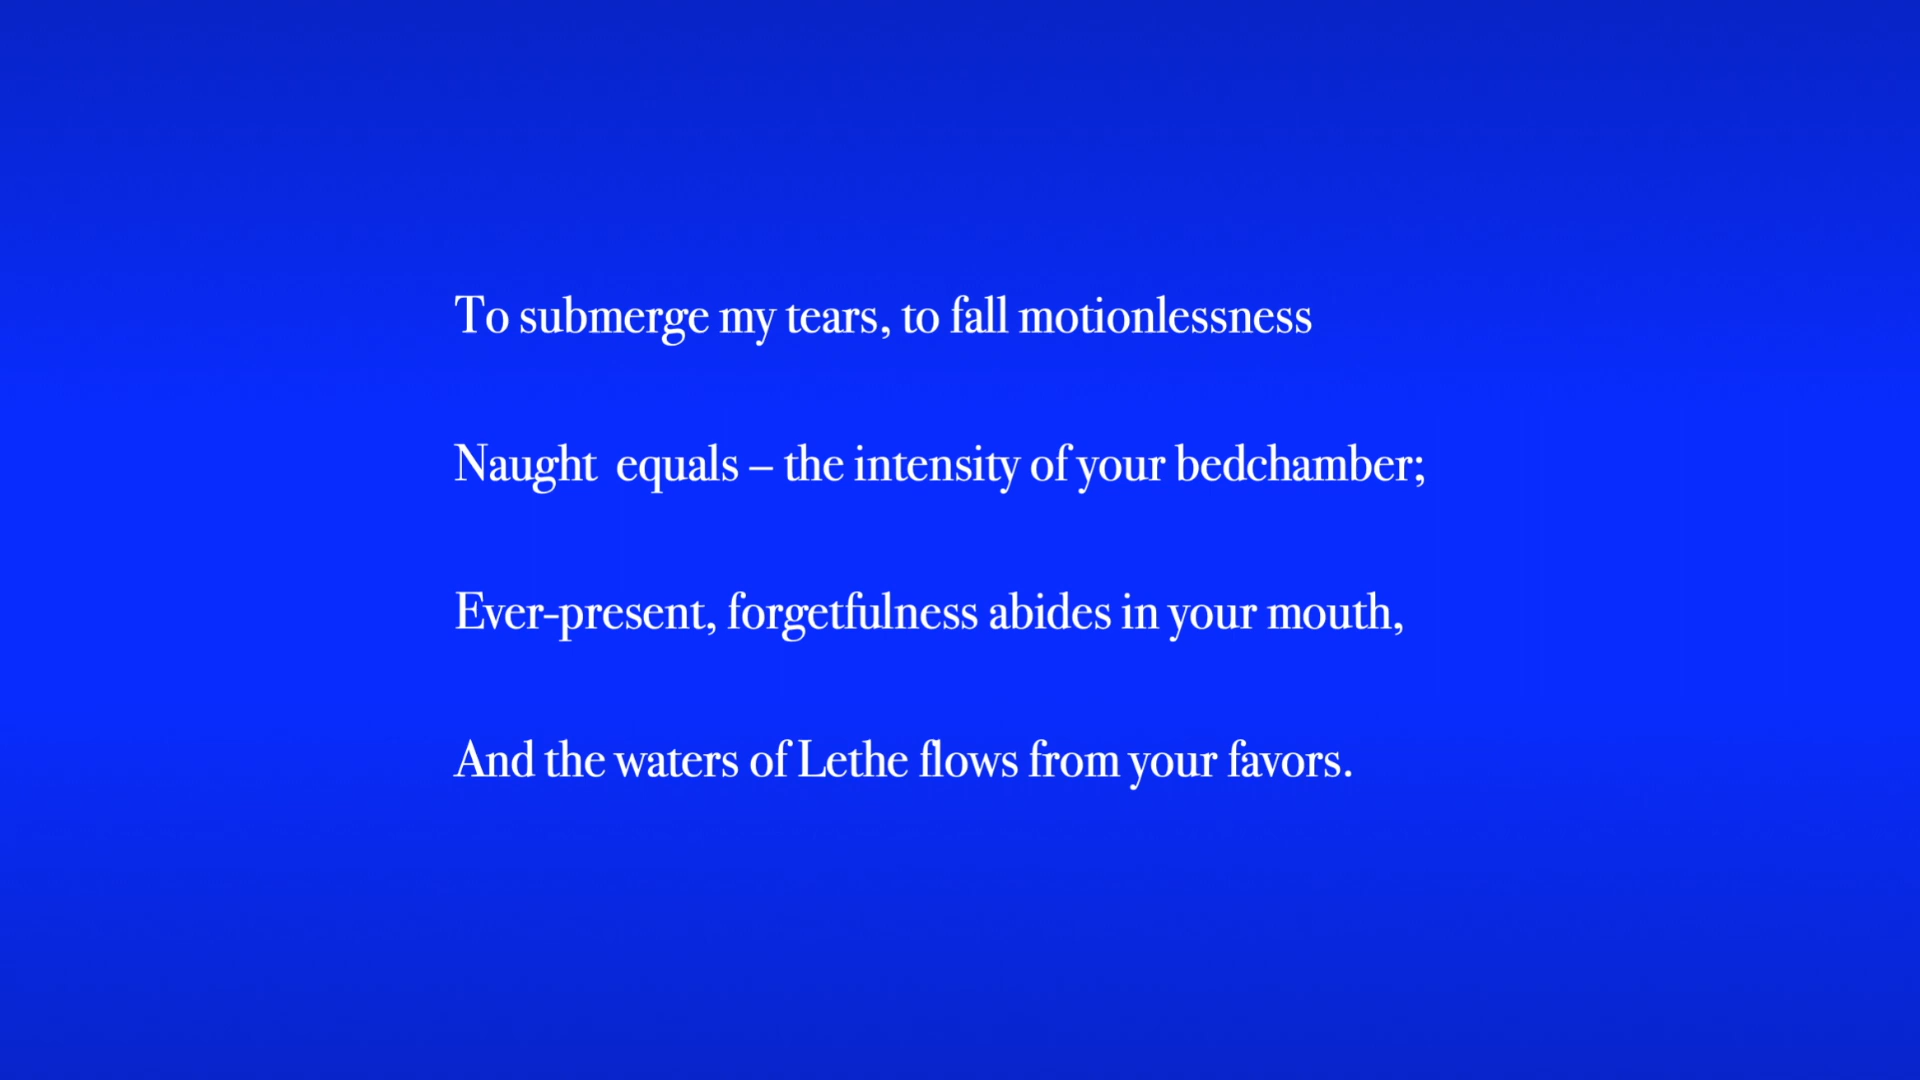 To submerge my tears, to fall motionlessness
Naught  equals – the intensity of your bedchamber;
Ever-present, forgetfulness abides in your mouth,
And the waters of Lethe flows from your favors.